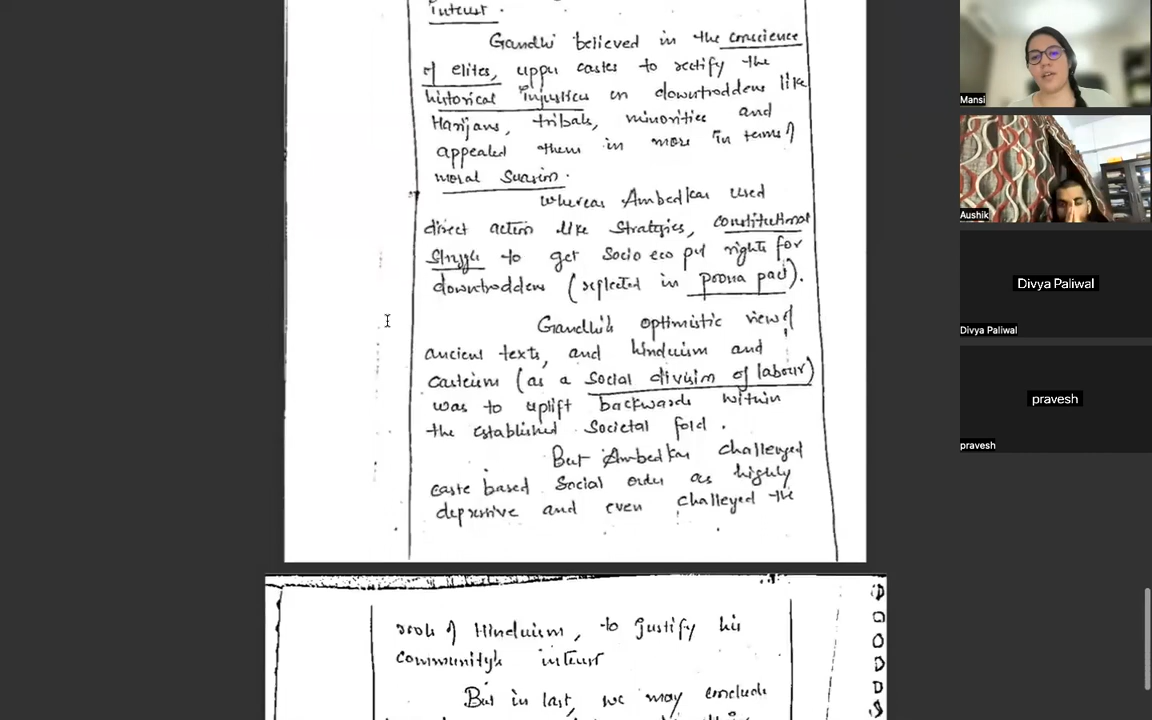 interest.
Gandhi believed in the conscience
of elites, upper castes to rectify the
historical injustices on downtroddens like
Harijans, tribals, minorities and
appealed them in more in terms of
moral suasion.
Whereas Ambedkar used
direct action like strategies, constitutional
struggle to get socio eco pol rights for
downtroddens (reflected in poona pact).
Gandhi's optimistic view of
ancient texts, and hinduism and
casteism (as a social division of labour)
was to uplift backwards within
the established societal fold.
But Ambedkar challenged
caste based social order as highly
depressive and even challenged the
roots of Hinduism, to justify his
community's interest
But in last, we may conclude
Mansi
Aushik
Divya Paliwal
Divya Paliwal
pravesh
pravesh